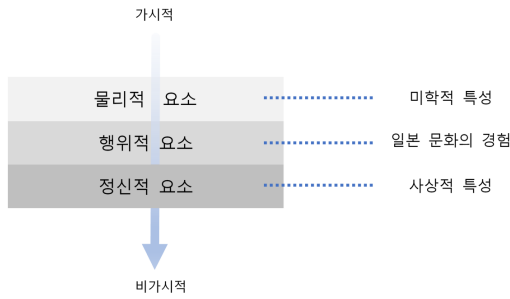 가시적
물리적 요소 미학적 특성
행위적 요소 일본 문화의 경험
정신적 요소 사상적 특성
비가시적